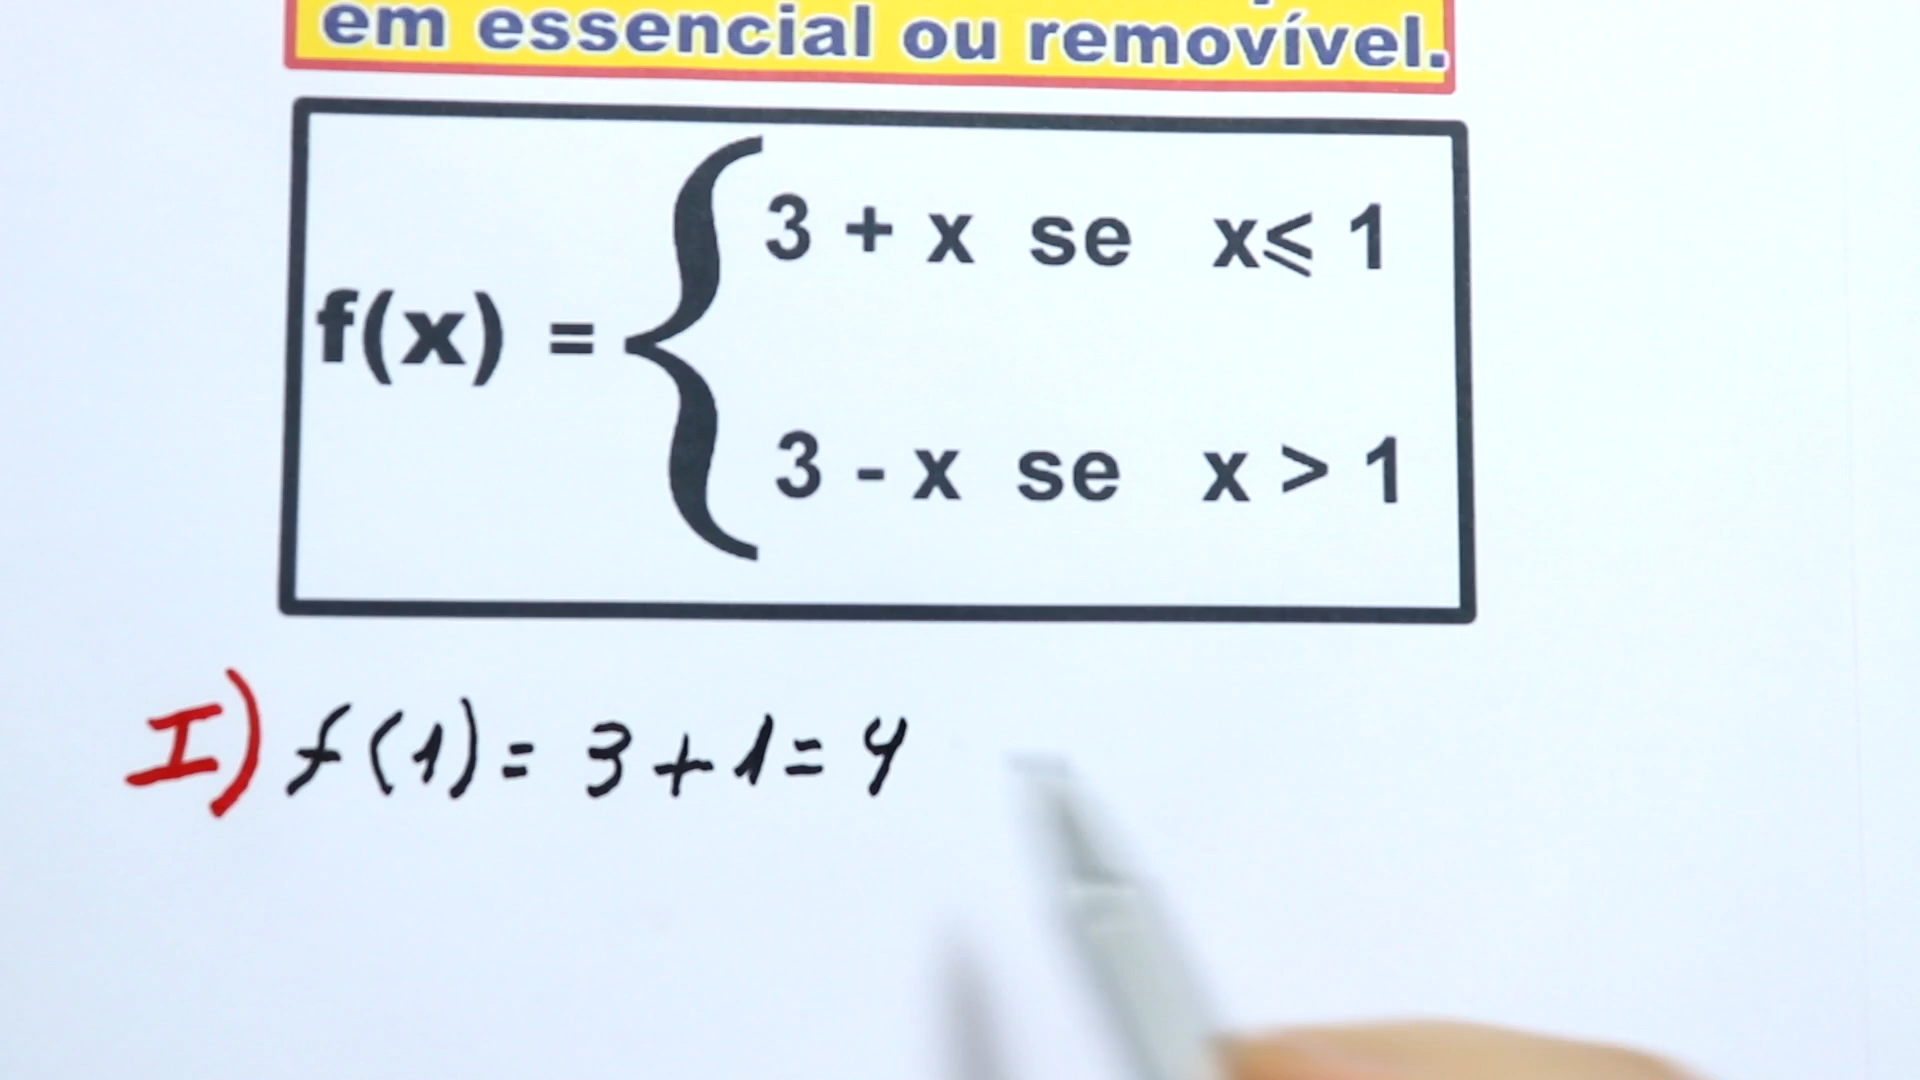 em essencial ou removível.
3 + x se x⩽ 1
f(x) =
3 - x se x > 1
I) f(1) = 3 + 1 = 4